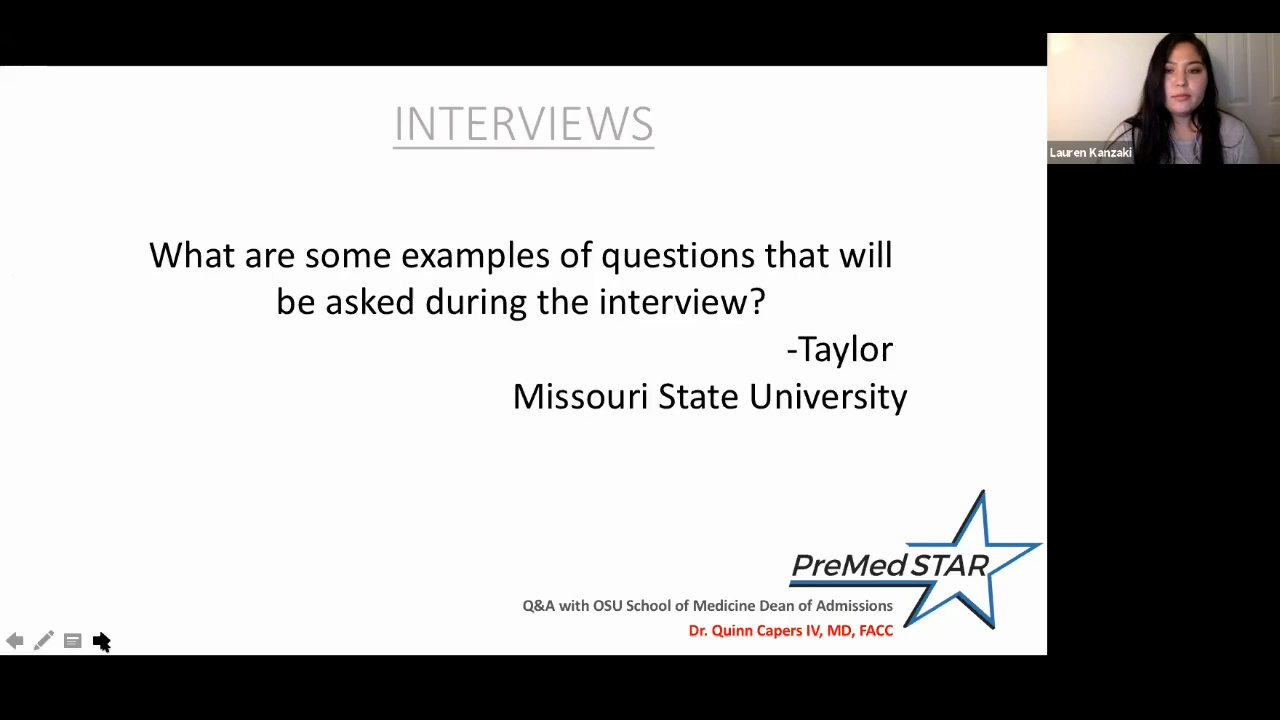 INTERVIEWS
What are some examples of questions that will
be asked during the interview?
-Taylor
Missouri State University
PreMed STAR
Q&A with OSU School of Medicine Dean of Admissions
Dr. Quinn Capers IV, MD, FACC
Lauren Kanzaki